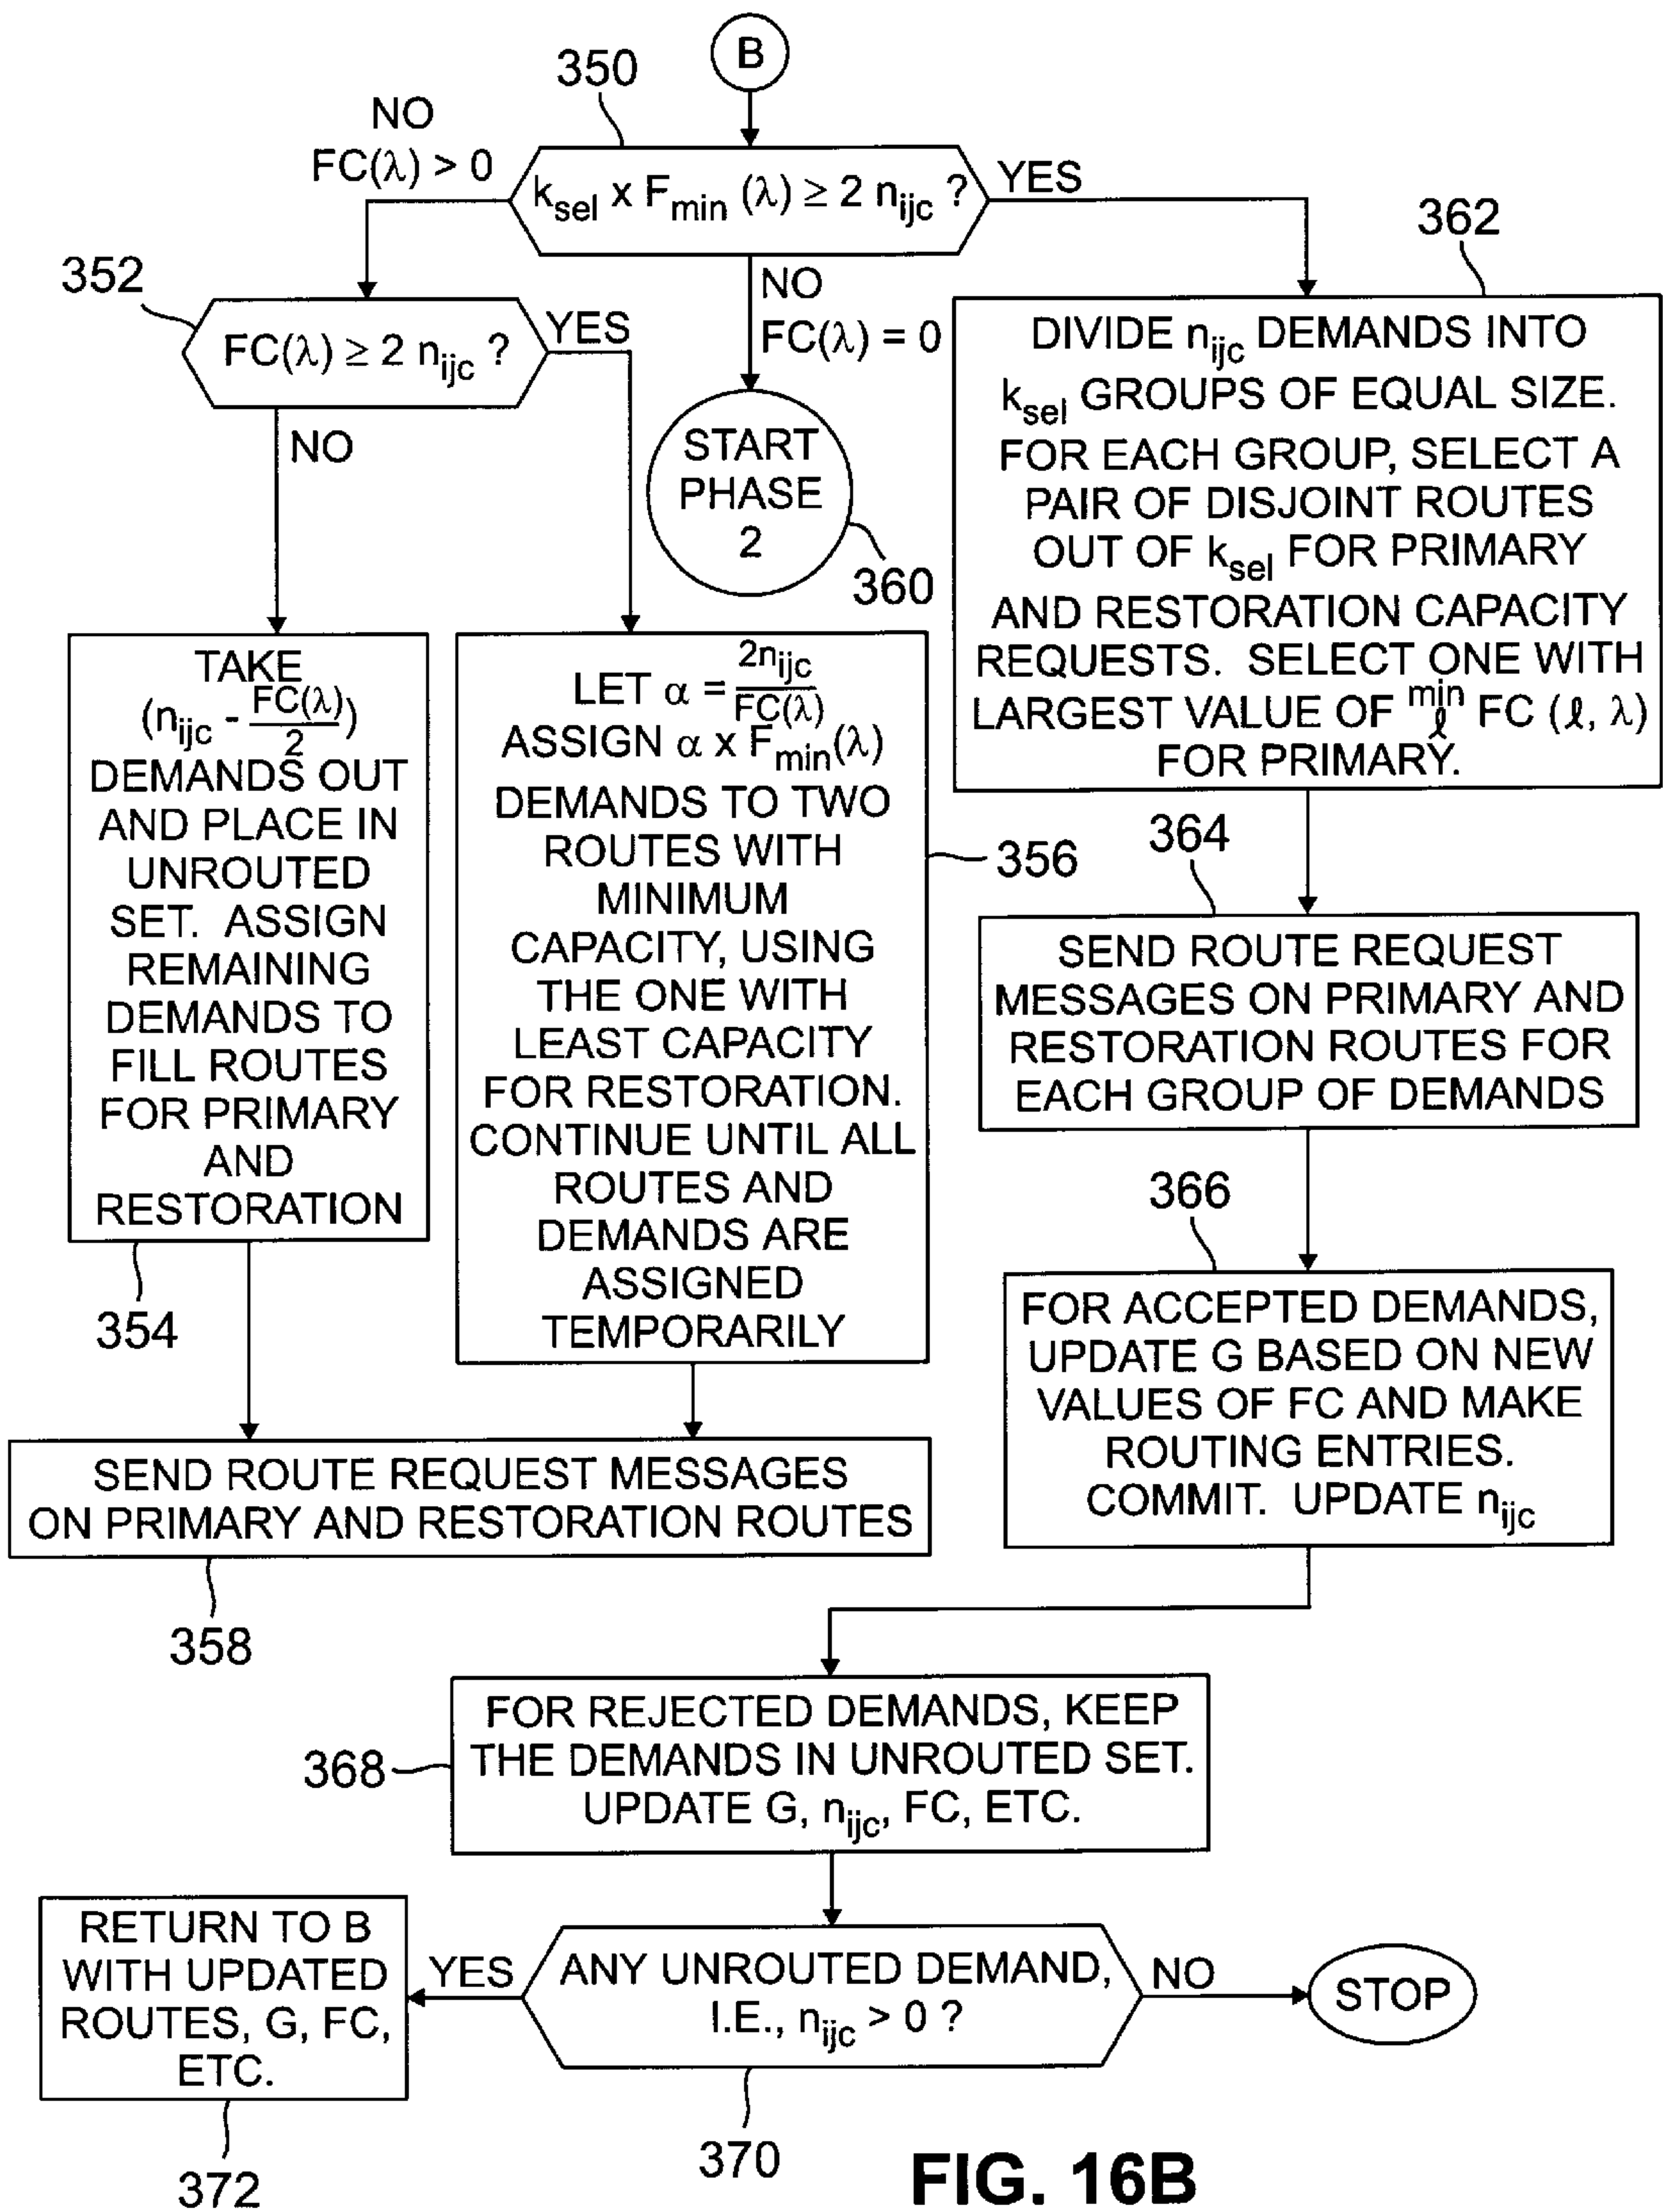 B
350
NO
FC(λ) > 0
k_sel x F_min (λ) ≥ 2 n_ijc ?
YES
362
352
FC(λ) ≥ 2 n_ijc ?
YES
NO
NO
FC(λ) = 0
START
PHASE
2
360
DIVIDE n_ijc DEMANDS INTO
k_sel GROUPS OF EQUAL SIZE.
FOR EACH GROUP, SELECT A
PAIR OF DISJOINT ROUTES
OUT OF k_sel FOR PRIMARY
AND RESTORATION CAPACITY
REQUESTS. SELECT ONE WITH
LARGEST VALUE OF min_ℓ FC (ℓ, λ)
FOR PRIMARY.
TAKE
(n_ijc - FC(λ)/2)
DEMANDS OUT
AND PLACE IN
UNROUTED
SET. ASSIGN
REMAINING
DEMANDS TO
FILL ROUTES
FOR PRIMARY
AND
RESTORATION
354
LET α = 2n_ijc/FC(λ)
ASSIGN α x F_min(λ)
DEMANDS TO TWO
ROUTES WITH
MINIMUM
CAPACITY, USING
THE ONE WITH
LEAST CAPACITY
FOR RESTORATION.
CONTINUE UNTIL ALL
ROUTES AND
DEMANDS ARE
ASSIGNED
TEMPORARILY
356
364
SEND ROUTE REQUEST
MESSAGES ON PRIMARY AND
RESTORATION ROUTES FOR
EACH GROUP OF DEMANDS
366
FOR ACCEPTED DEMANDS,
UPDATE G BASED ON NEW
VALUES OF FC AND MAKE
ROUTING ENTRIES.
COMMIT. UPDATE n_ijc
SEND ROUTE REQUEST MESSAGES
ON PRIMARY AND RESTORATION ROUTES
358
FOR REJECTED DEMANDS, KEEP
THE DEMANDS IN UNROUTED SET.
UPDATE G, n_ijc, FC, ETC.
368
ANY UNROUTED DEMAND,
I.E., n_ijc > 0 ?
370
YES
NO
STOP
RETURN TO B
WITH UPDATED
ROUTES, G, FC,
ETC.
372
FIG. 16B